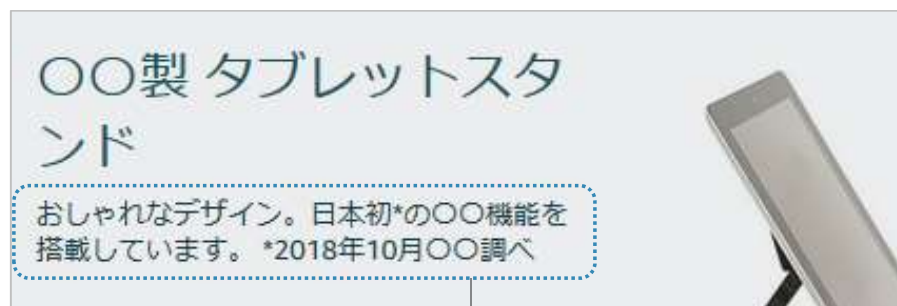 〇〇製 タブレットスタ
ンド
おしゃれなデザイン。日本初*の〇〇機能を
搭載しています。 *2018年10月〇〇調べ